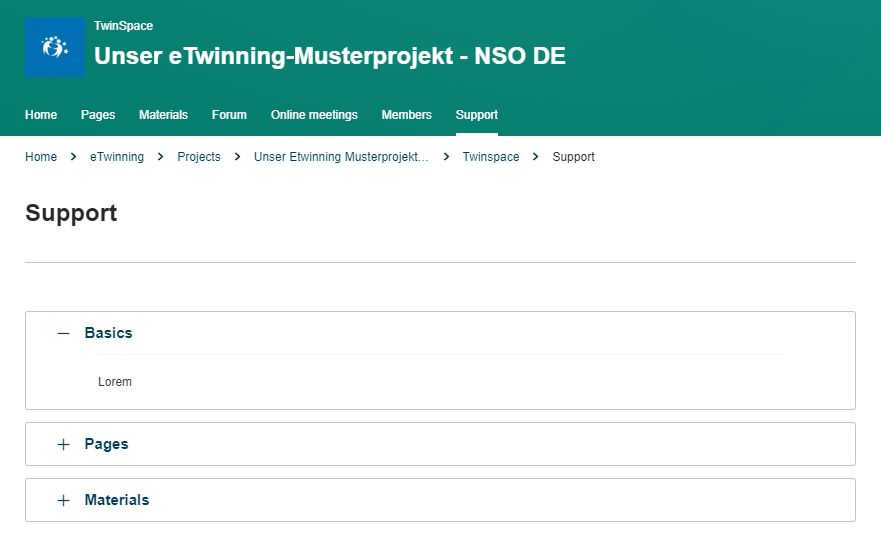 TwinSpace
Unser eTwinning-Musterprojekt - NSO DE
Home Pages Materials Forum Online meetings Members Support
Home > eTwinning > Projects > Unser Etwinning Musterprojekt... > Twinspace > Support
Support
Basics
Lorem
Pages
Materials